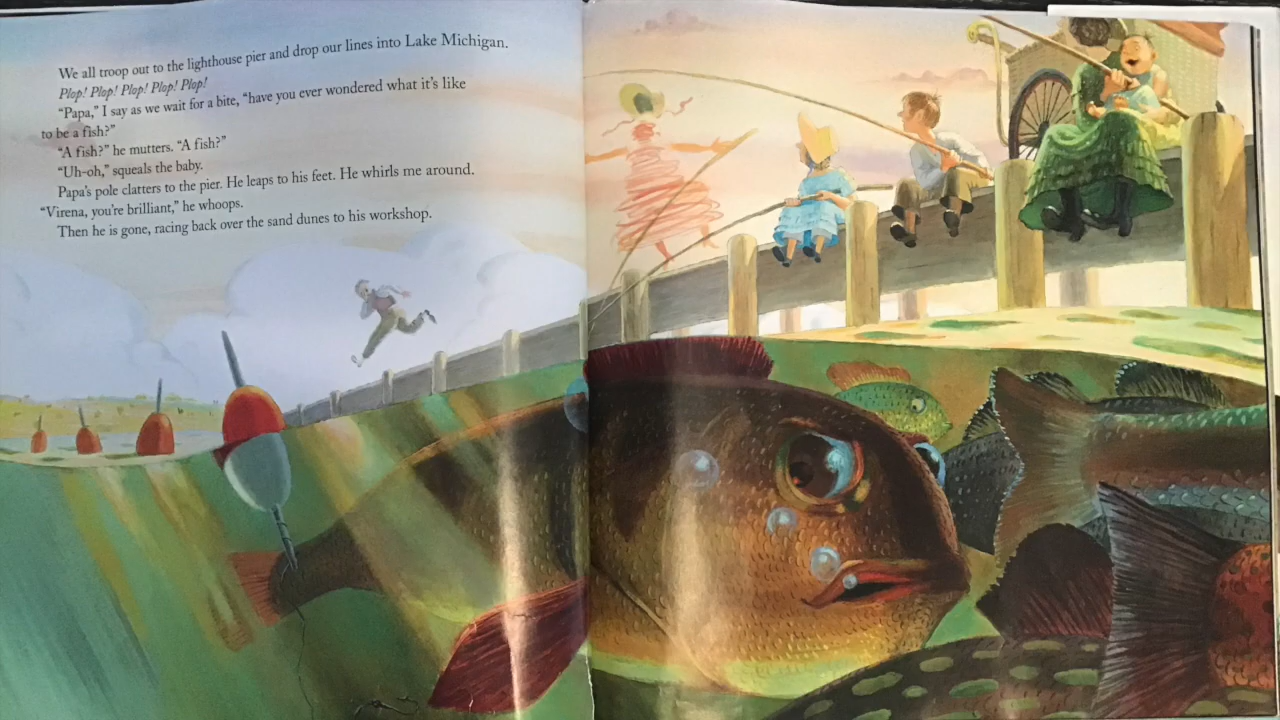 We all troop out to the lighthouse pier and drop our lines into Lake Michigan.
Plop! Plop! Plop! Plop! Plop!
“Papa,” I say as we wait for a bite, “have you ever wondered what it’s like
to be a fish?”
“A fish?” he mutters. “A fish?”
“Uh-oh,” squeals the baby.
Papa’s pole clatters to the pier. He leaps to his feet. He whirls me around.
“Virena, you’re brilliant,” he whoops.
Then he is gone, racing back over the sand dunes to his workshop.